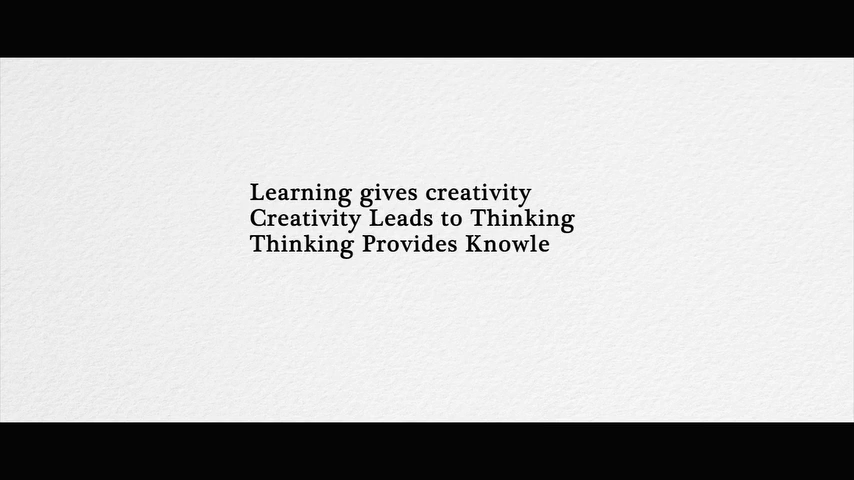 Learning gives creativity
Creativity Leads to Thinking
Thinking Provides Knowle